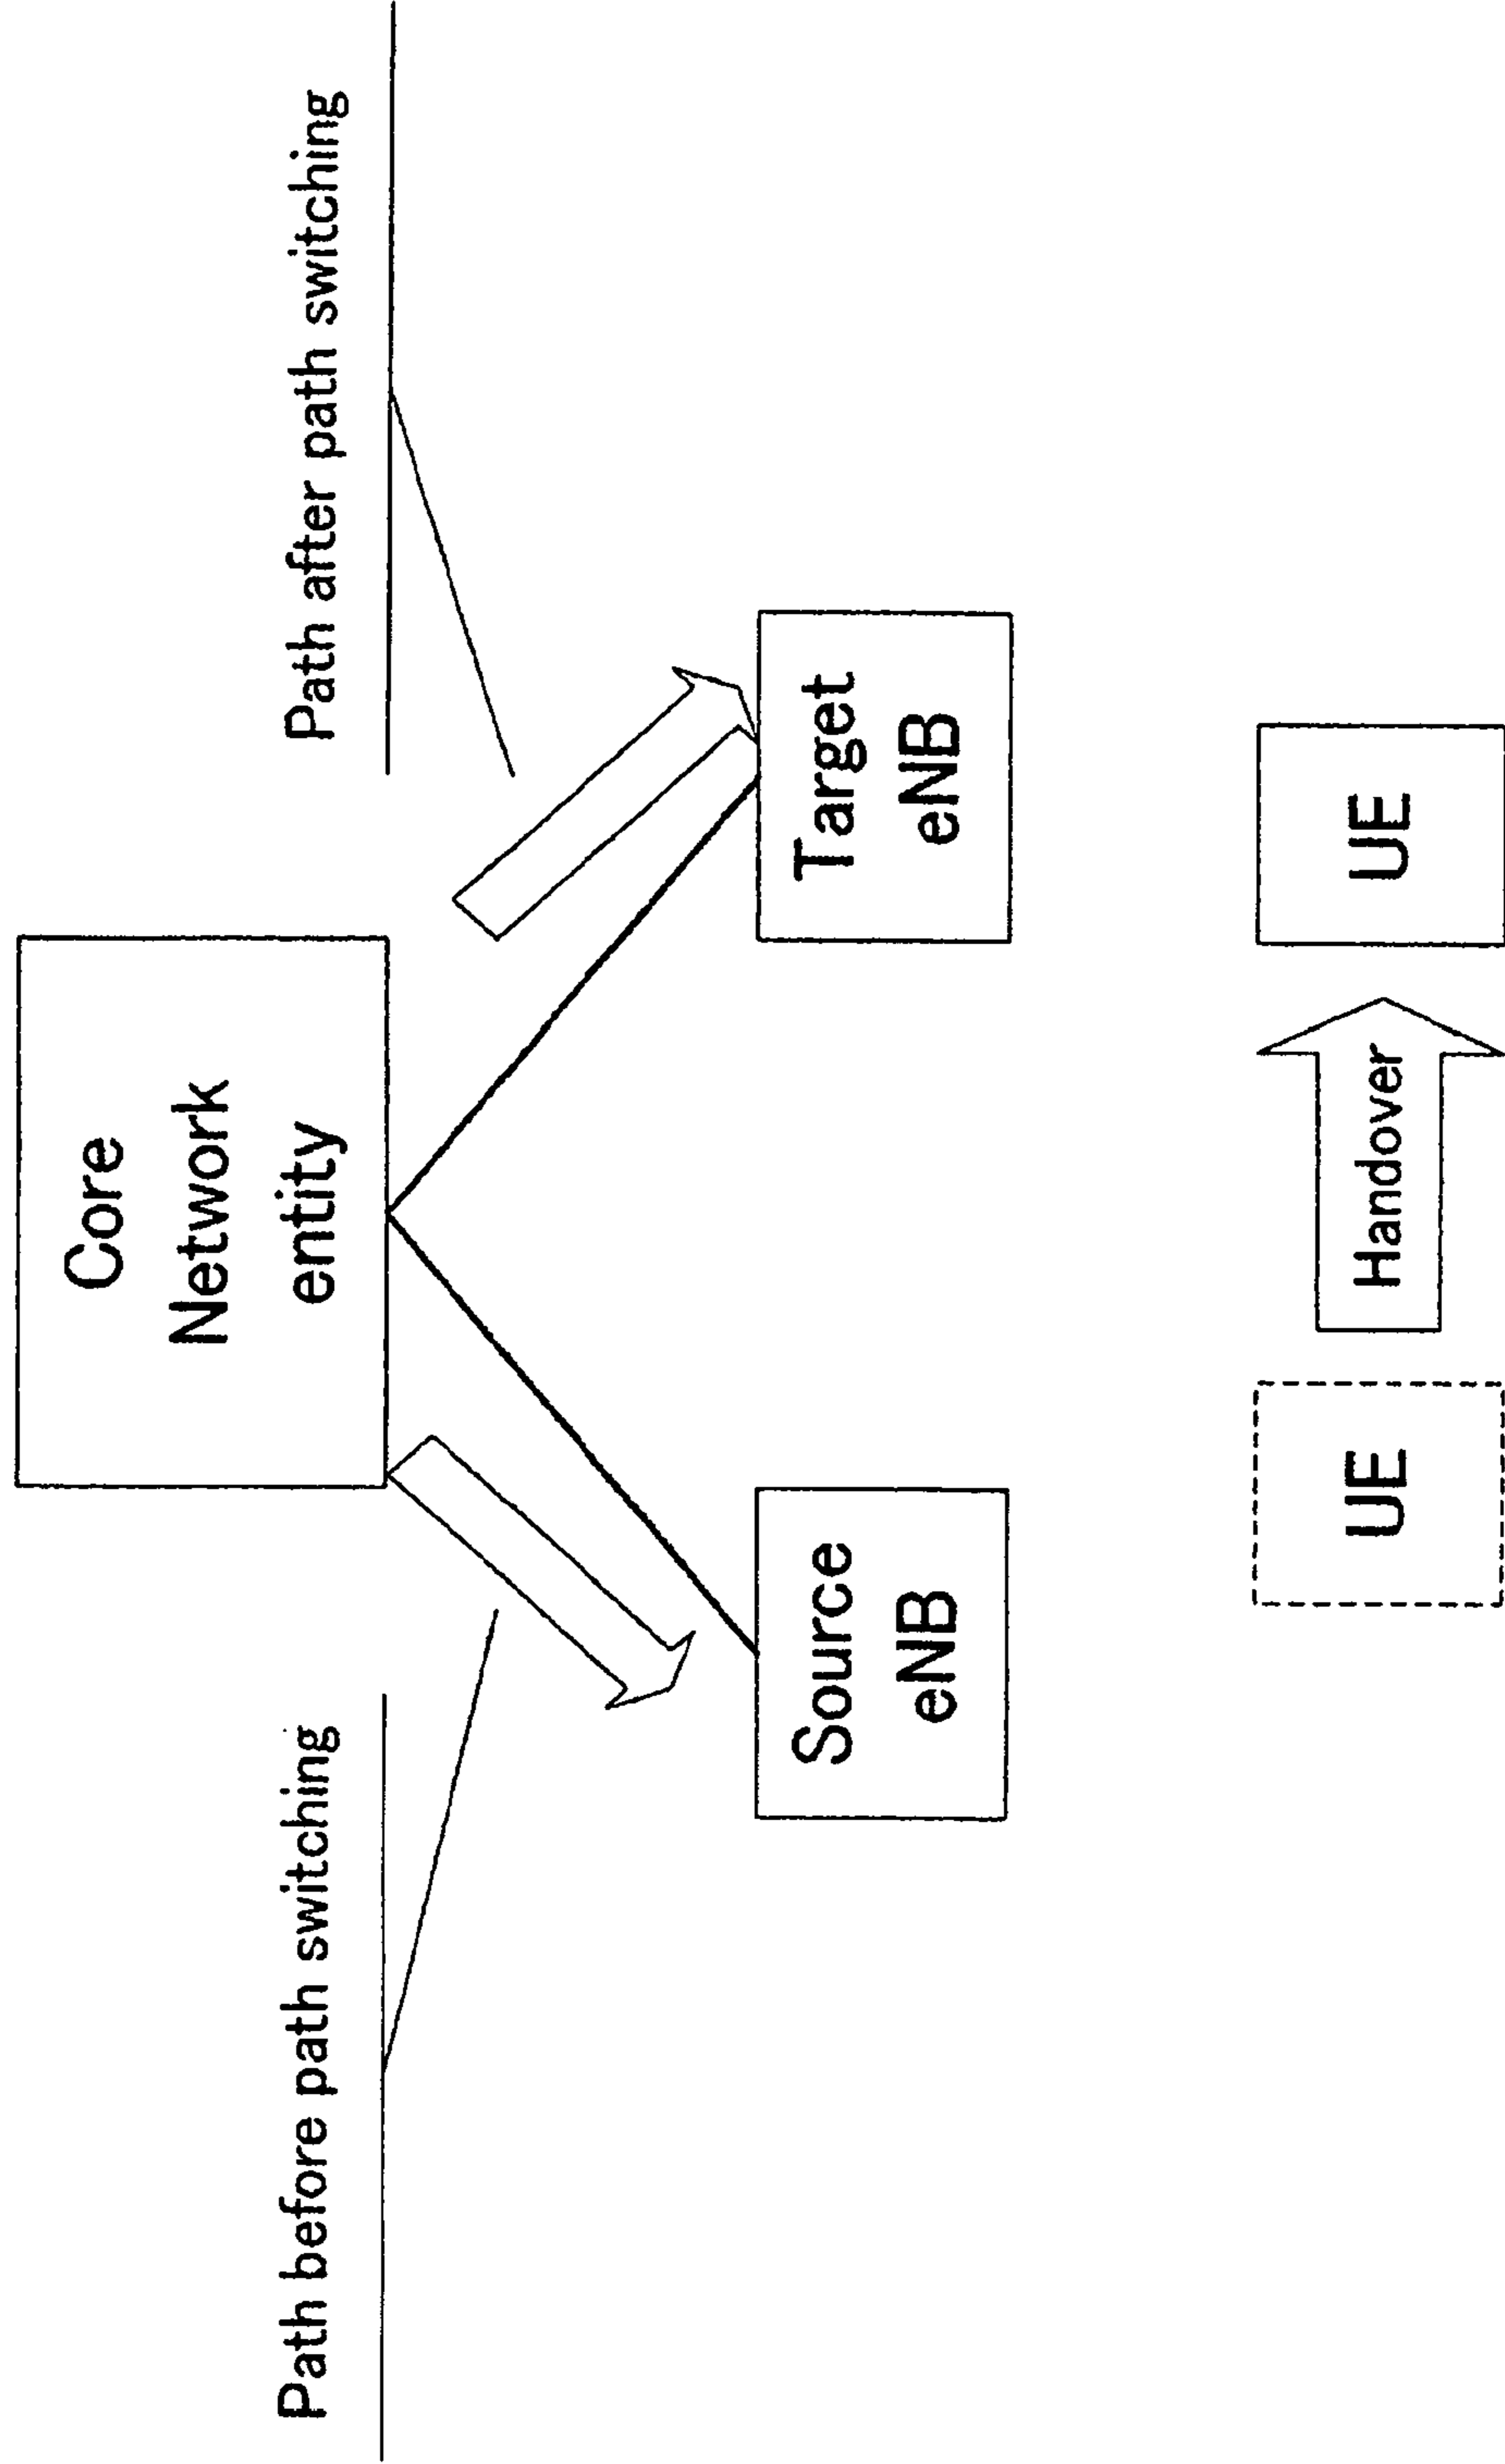 Core
Network
entity
Path before path switching
Path after path switching
Source
eNB
Target
eNB
UE
Handover
UE